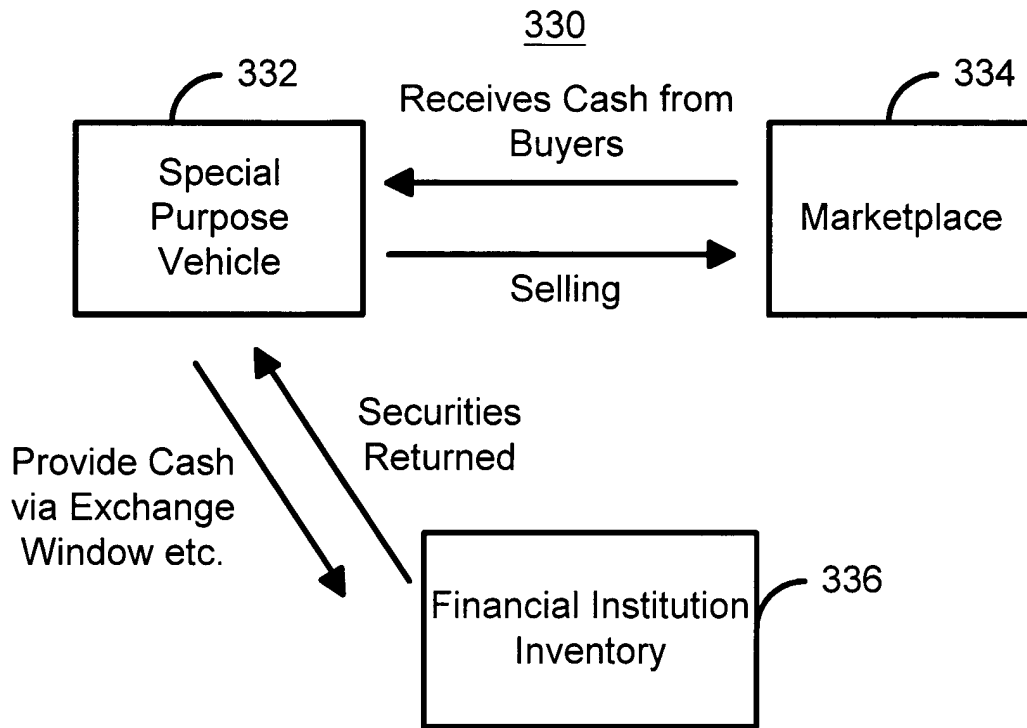 330
332
334
Receives Cash from
Buyers
Special
Purpose
Vehicle
Marketplace
Selling
Securities
Returned
Provide Cash
via Exchange
Window etc.
336
Financial Institution
Inventory